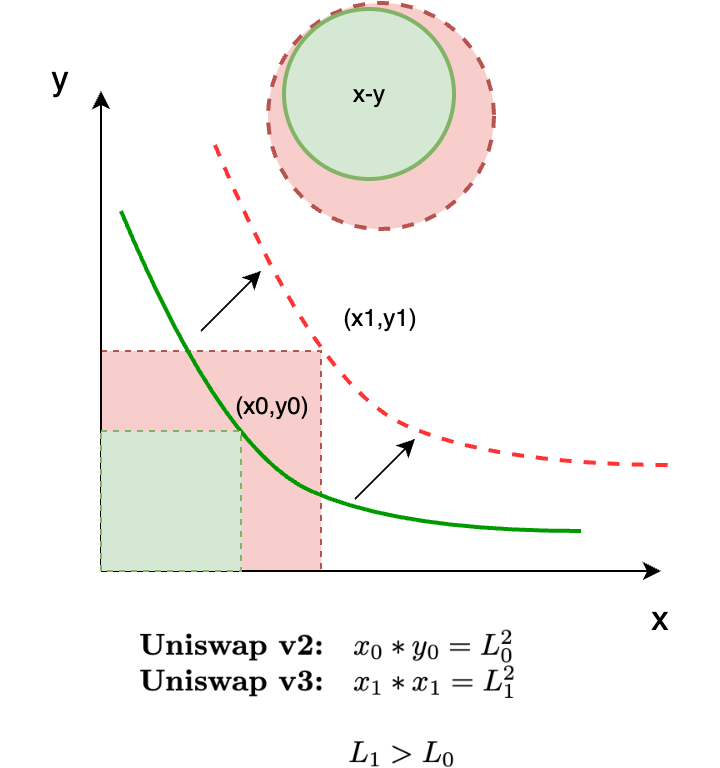 x-y
y
(x1,y1)
(x0,y0)
x
Uniswap v2: $x_0 * y_0 = L_0^2$
Uniswap v3: $x_1 * x_1 = L_1^2$
$L_1 > L_0$